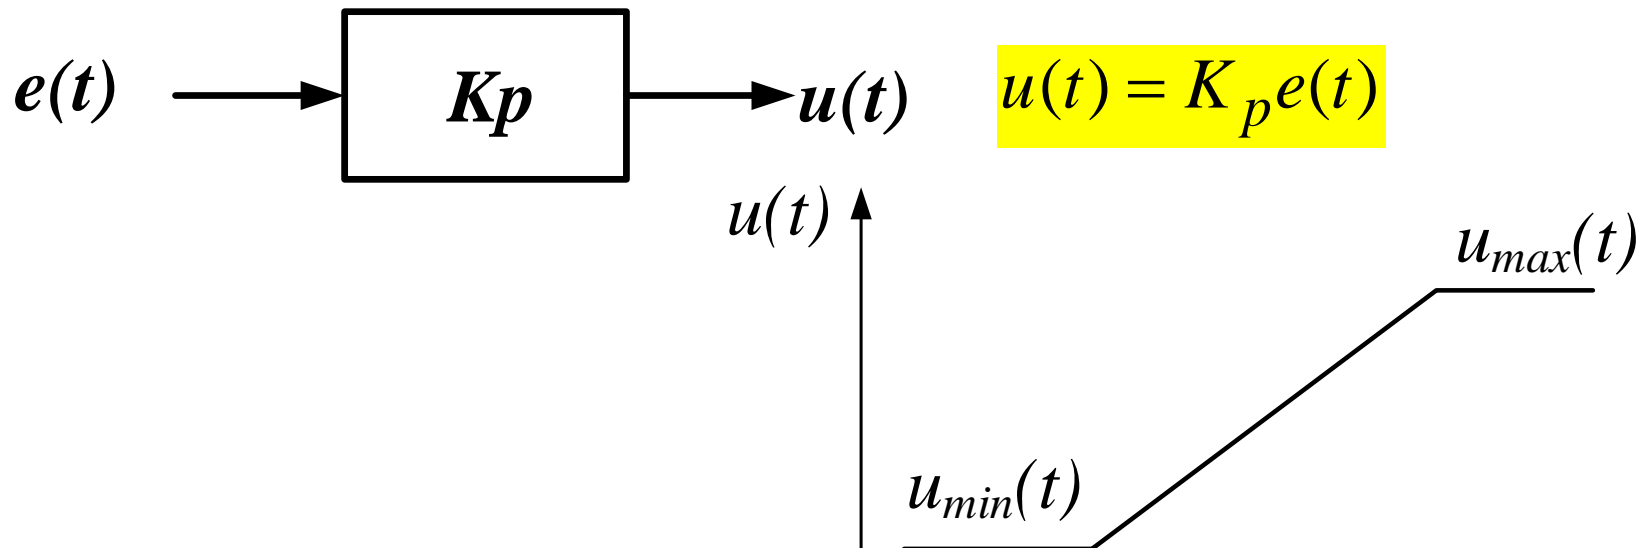 e(t) Kp u(t) u(t) = K_p e(t)
u(t)
u_max(t)
u_min(t)